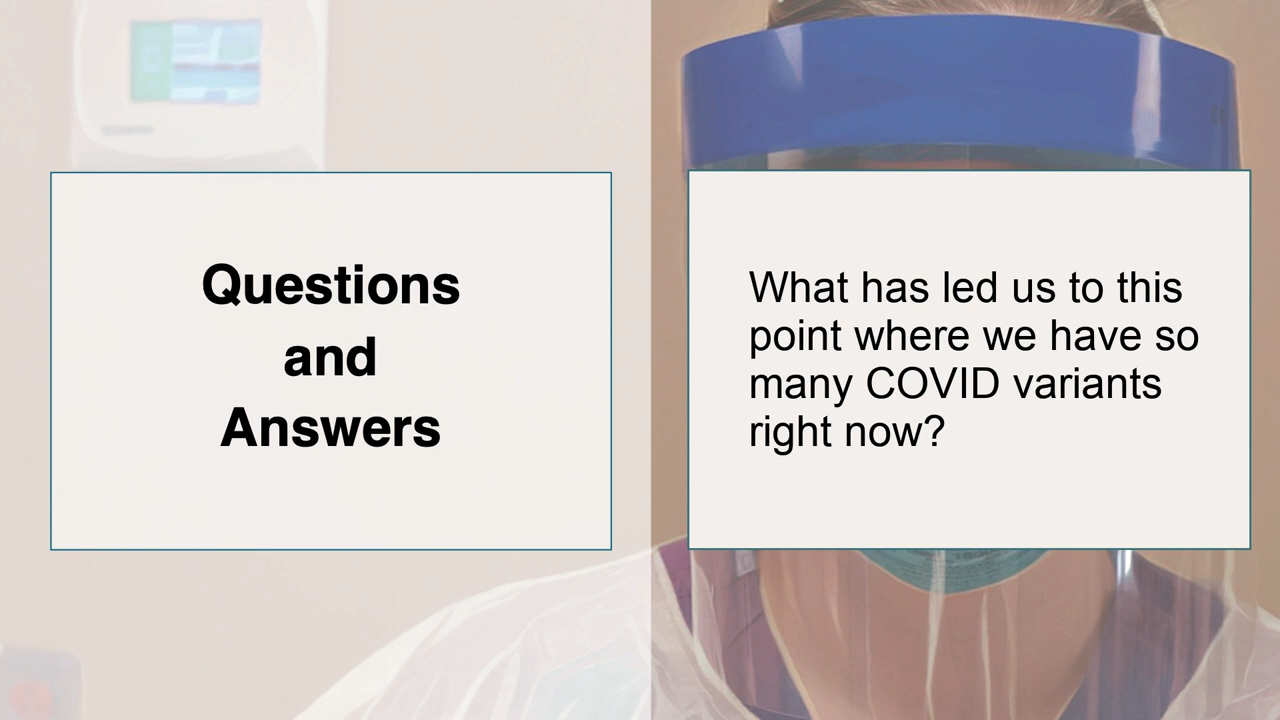 Questions
and
Answers
What has led us to this
point where we have so
many COVID variants
right now?